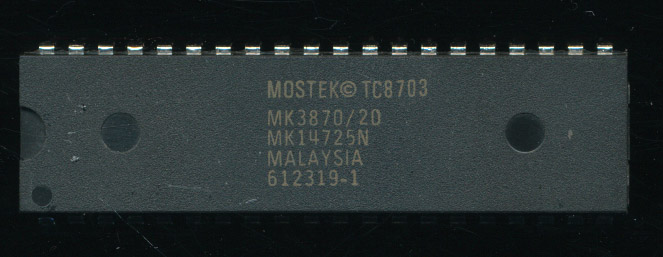 MOSTEK© TC8703
MK3870/20
MK14725N
MALAYSIA
612319-1